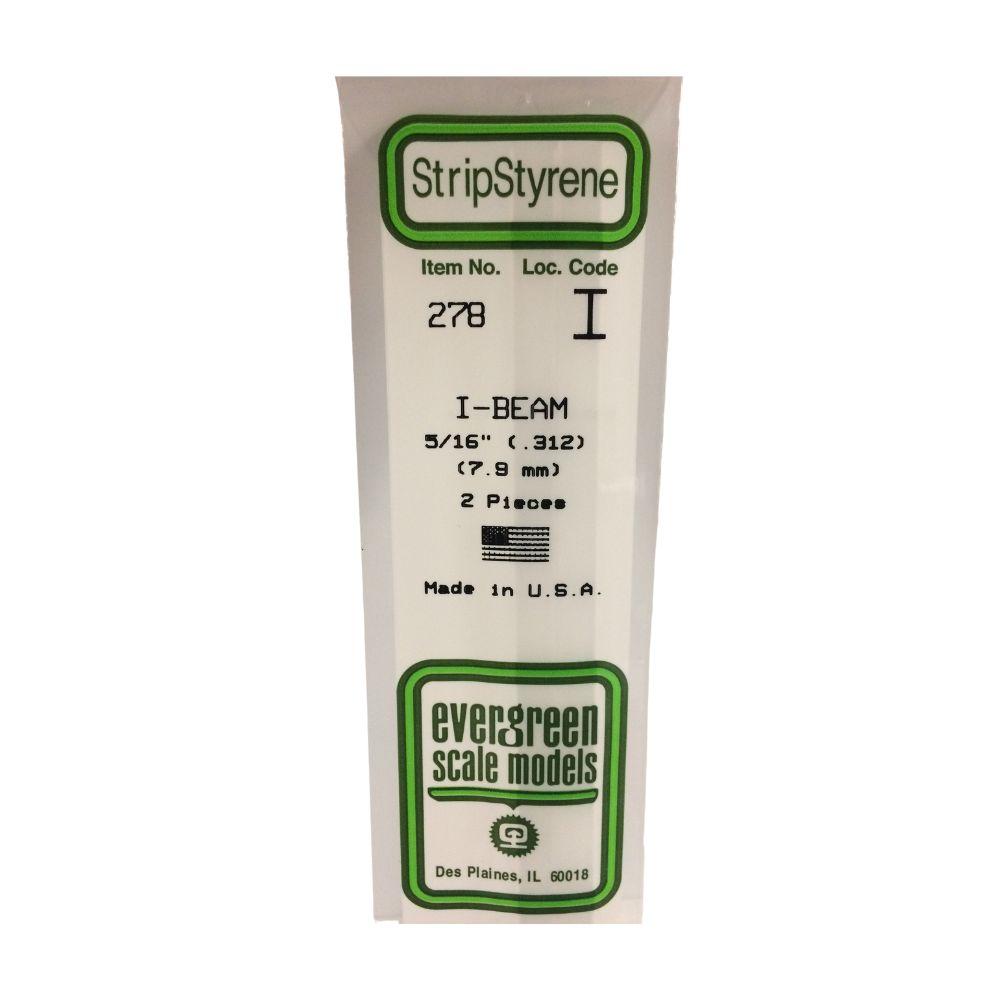 StripStyrene
Item No. Loc. Code
278 I
I-BEAM
5/16" (.312)
(7.9 mm)
2 Pieces
Made in U.S.A.
evergreen
scale models
Des Plaines, IL 60018